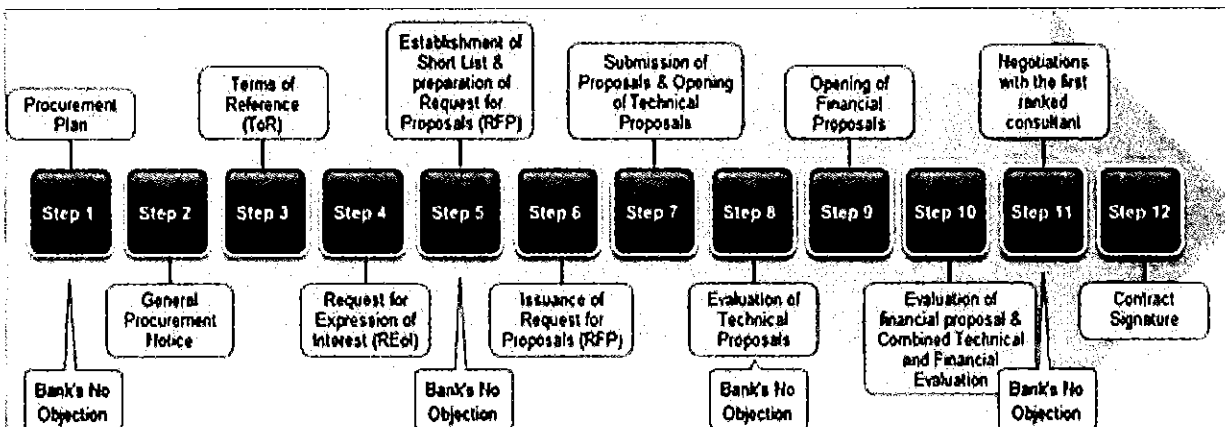 Procurement
Plan
Terms of
Reference
(ToR)
Establishment of
Short List &
preparation of
Request for
Proposals (RFP)
Submission of
Proposals & Opening
of Technical
Proposals
Opening of
Financial
Proposals
Negotiations
with the first
ranked
consultant
Step 1
Step 2
Step 3
Step 4
Step 5
Step 6
Step 7
Step 8
Step 9
Step 10
Step 11
Step 12
General
Procurement
Notice
Request for
Expression of
Interest (REoI)
Issuance of
Request for
Proposals (RFP)
Evaluation of
Technical
Proposals
Evaluation of
financial proposal &
Combined Technical
and Financial
Evaluation
Contract
Signature
Bank's No
Objection
Bank's No
Objection
Bank's No
Objection
Bank's No
Objection